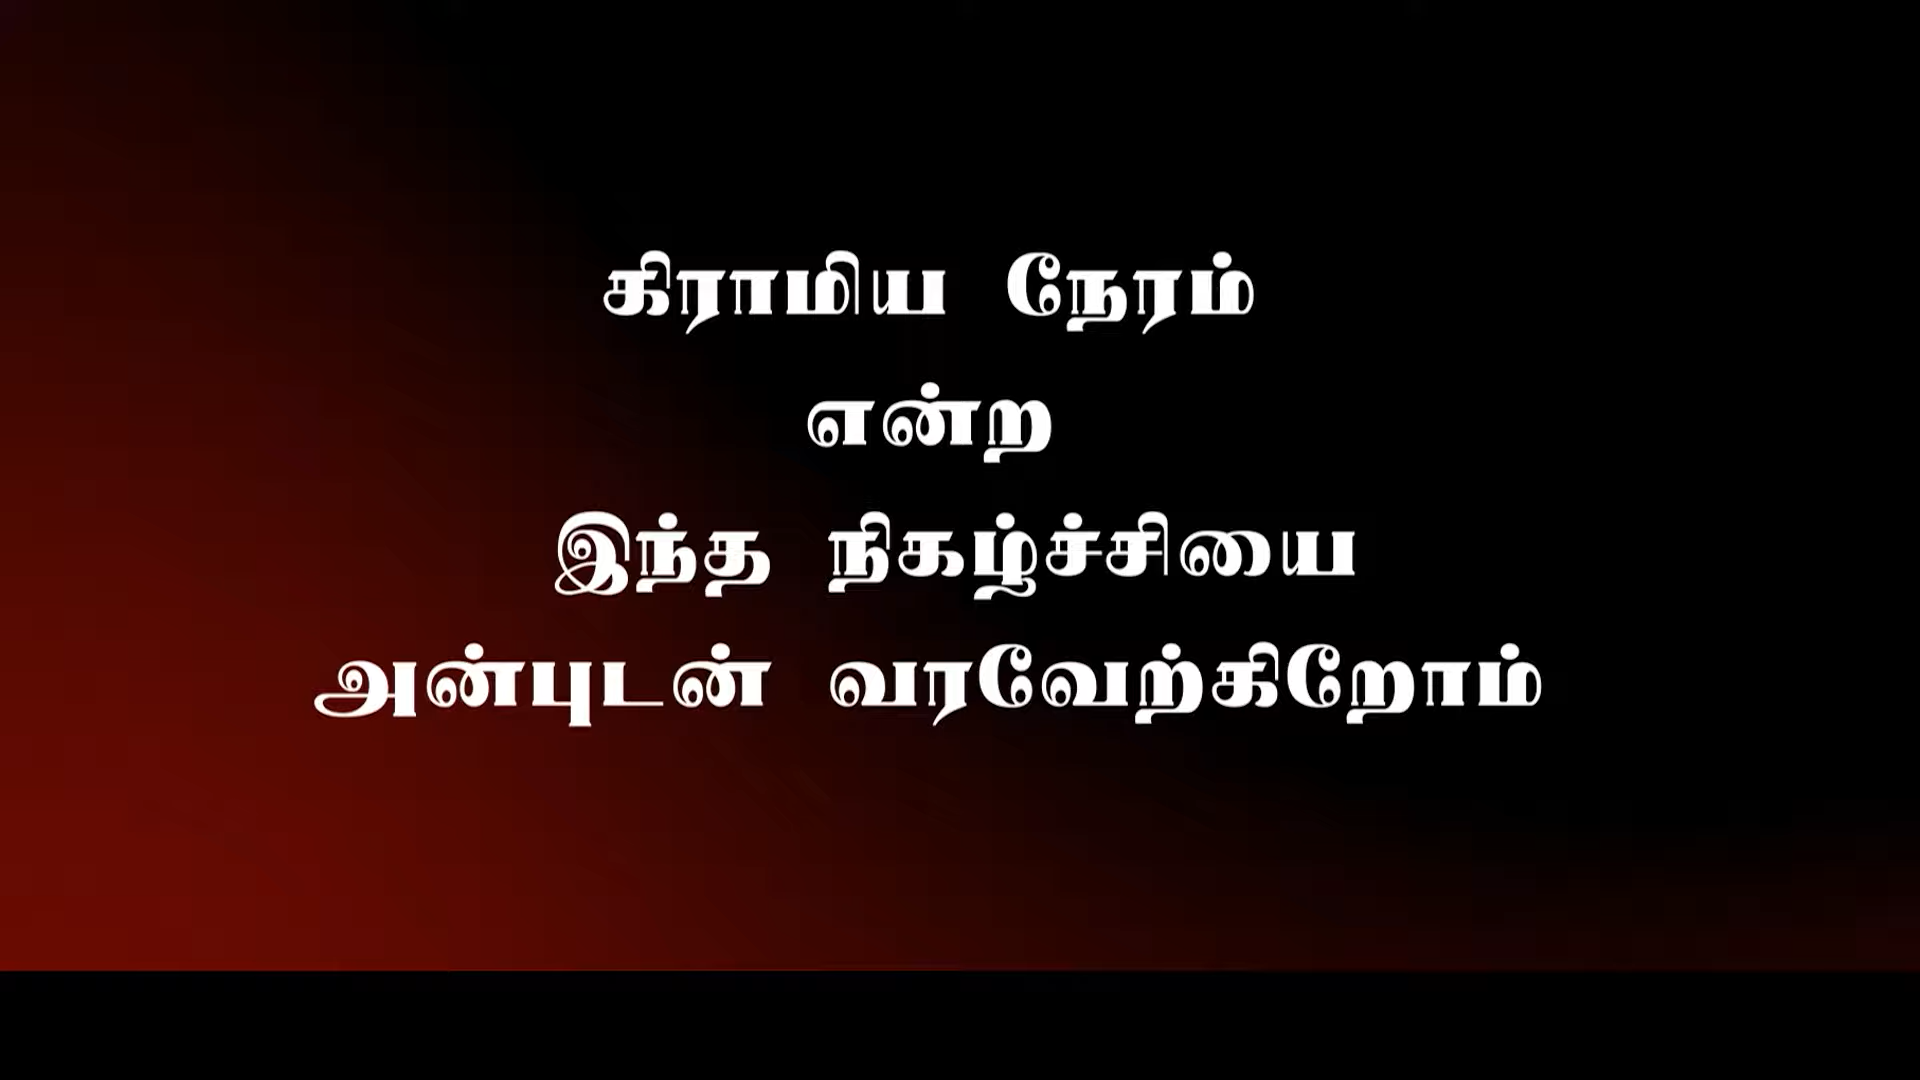 கிராமிய நேரம்
என்ற
இந்த நிகழ்ச்சியை
அன்புடன் வரவேற்கிறோம்